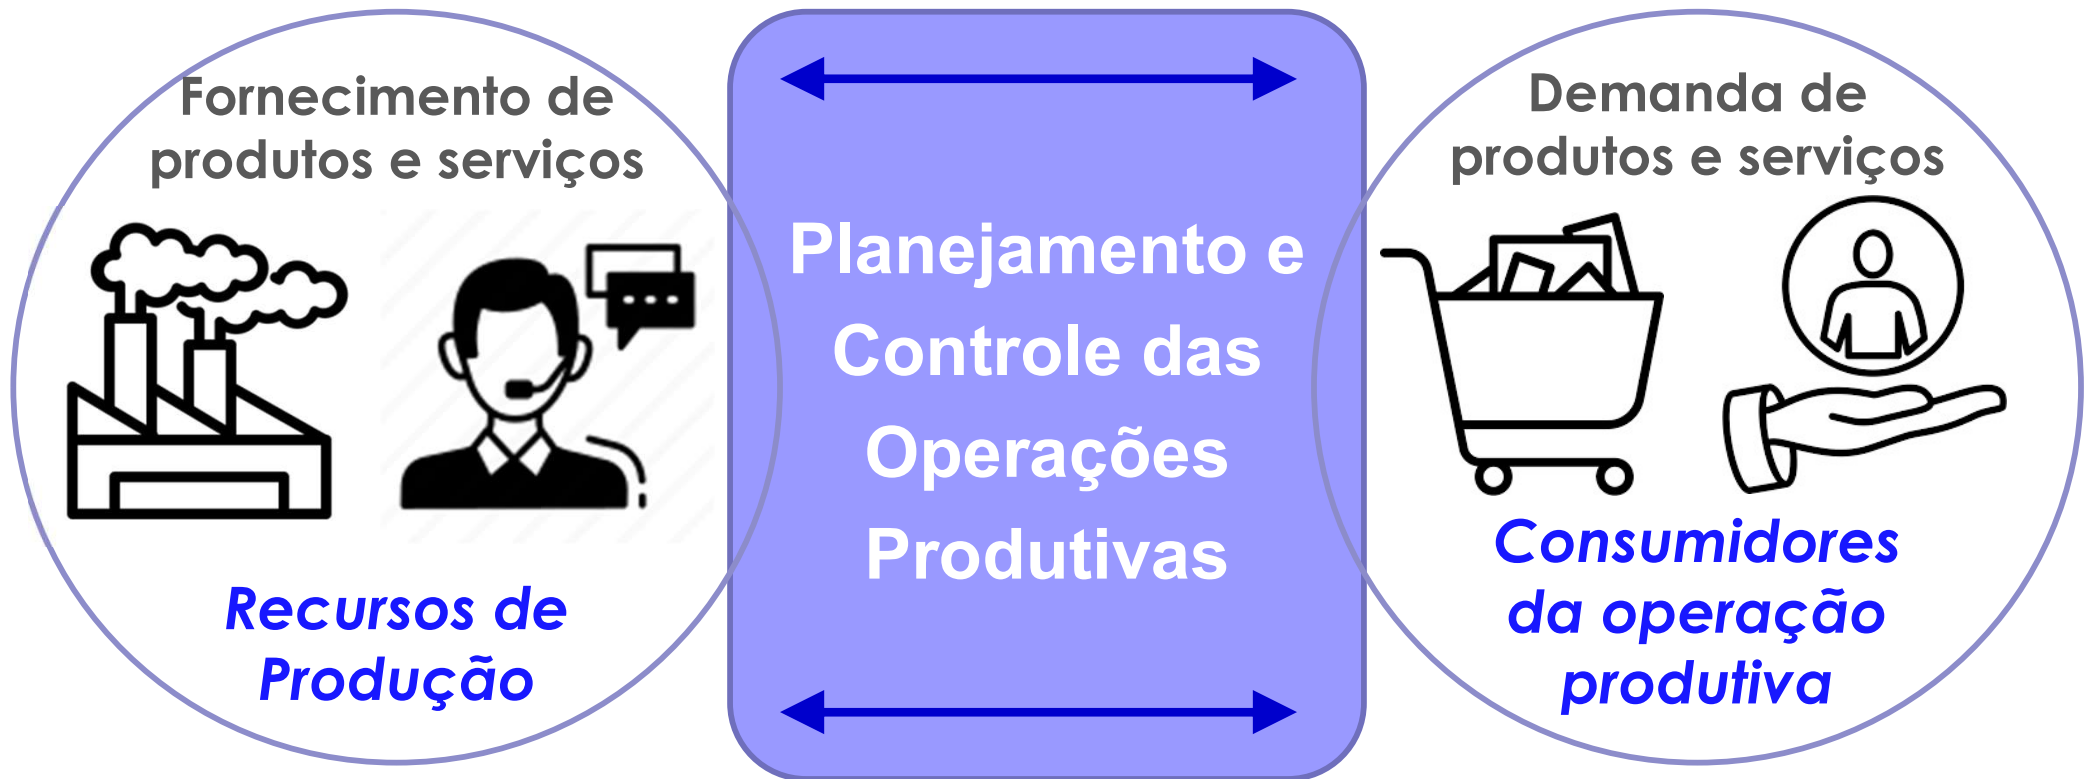 Fornecimento de
produtos e serviços
Recursos de
Produção
Planejamento e
Controle das
Operações
Produtivas
Demanda de
produtos e serviços
Consumidores
da operação
produtiva